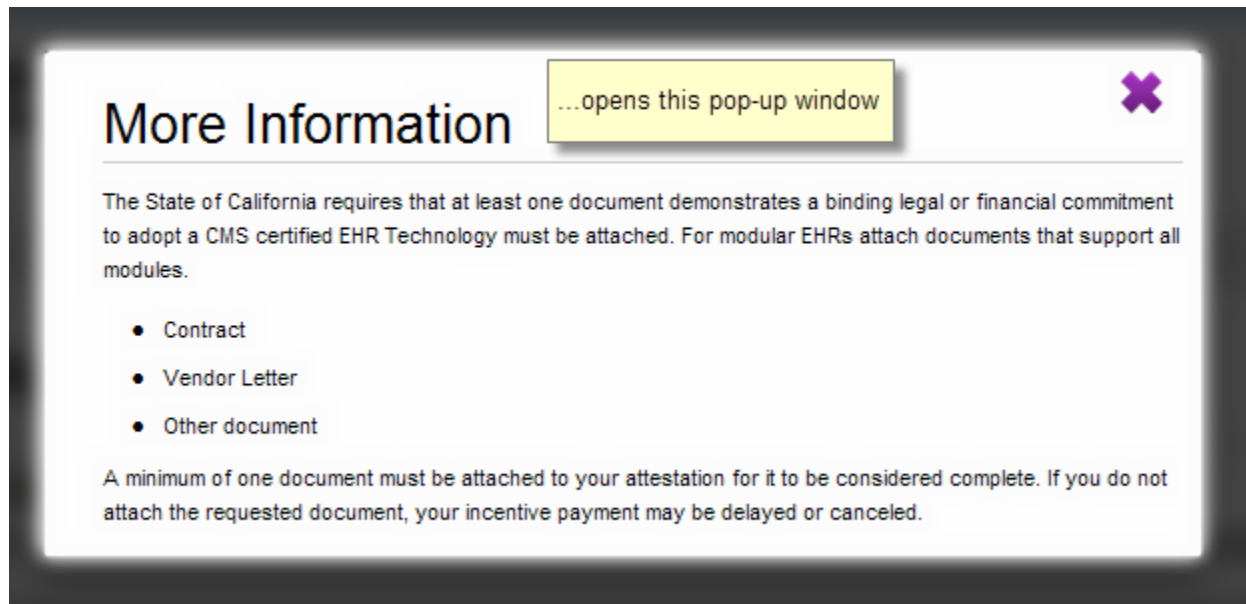 More Information
...opens this pop-up window
The State of California requires that at least one document demonstrates a binding legal or financial commitment
to adopt a CMS certified EHR Technology must be attached. For modular EHRs attach documents that support all
modules.
● Contract
● Vendor Letter
● Other document
A minimum of one document must be attached to your attestation for it to be considered complete. If you do not
attach the requested document, your incentive payment may be delayed or canceled.